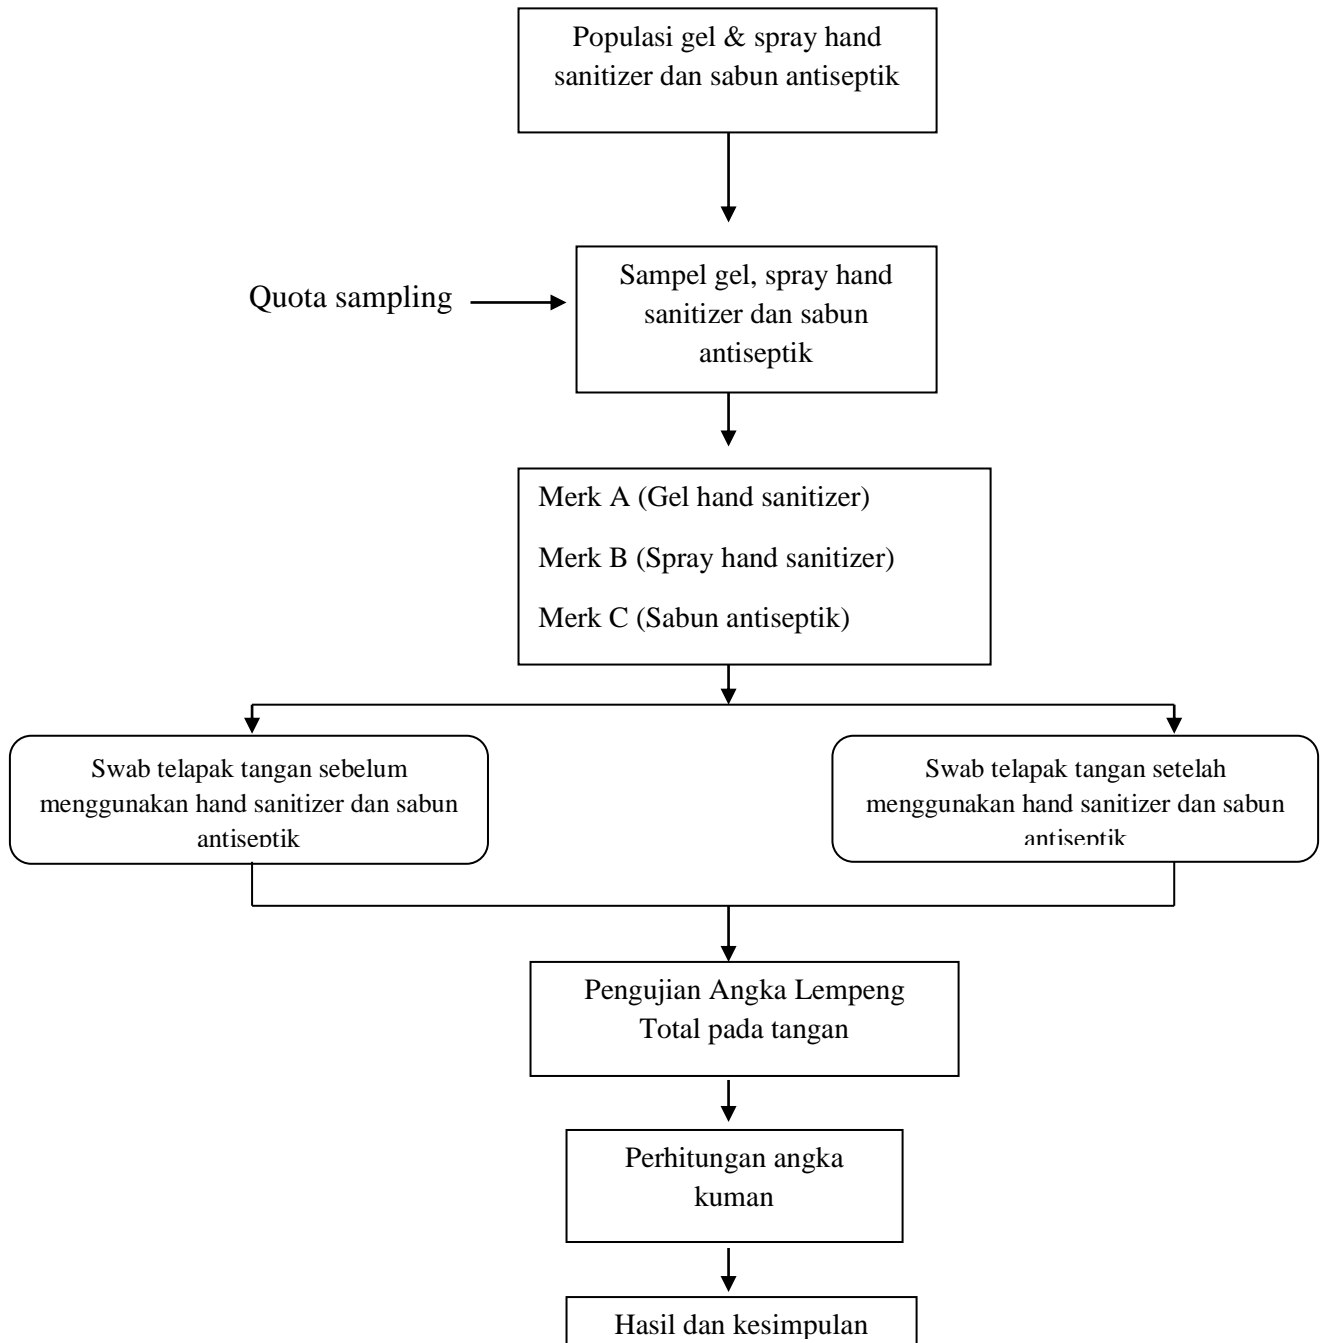 Populasi gel & spray hand
sanitizer dan sabun antiseptik
Quota sampling
Sampel gel, spray hand
sanitizer dan sabun
antiseptik
Merk A (Gel hand sanitizer)
Merk B (Spray hand sanitizer)
Merk C (Sabun antiseptik)
Swab telapak tangan sebelum
menggunakan hand sanitizer dan sabun
antiseptik
Swab telapak tangan setelah
menggunakan hand sanitizer dan sabun
antiseptik
Pengujian Angka Lempeng
Total pada tangan
Perhitungan angka
kuman
Hasil dan kesimpulan